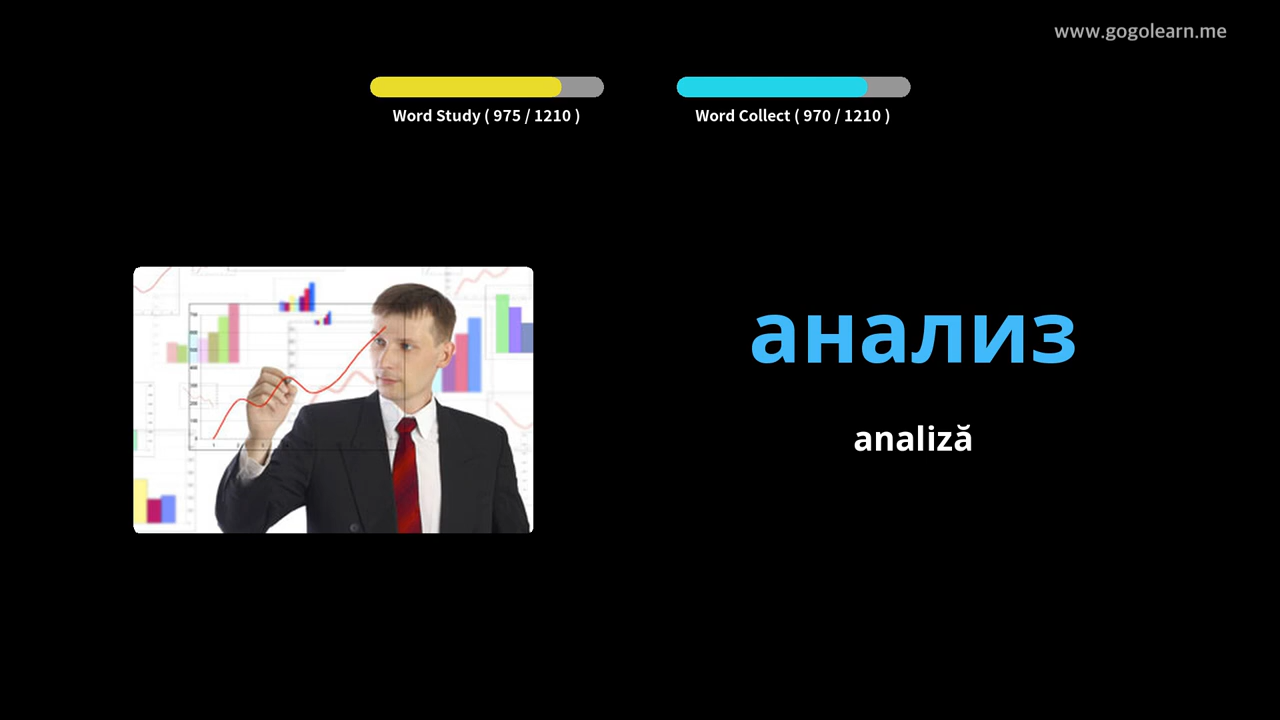 www.gogolearn.me
Word Study ( 975 / 1210 )
Word Collect ( 970 / 1210 )
анализ
analiză